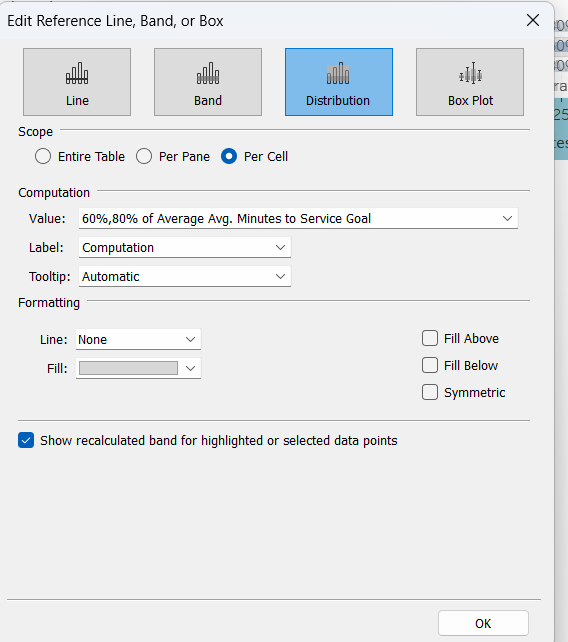 Edit Reference Line, Band, or Box
Line
Band
Distribution
Box Plot
Scope
Entire Table
Per Pane
Per Cell
Computation
Value: 60%,80% of Average Avg. Minutes to Service Goal
Label: Computation
Tooltip: Automatic
Formatting
Line: None
Fill Above
Fill:
Fill Below
Symmetric
Show recalculated band for highlighted or selected data points
OK